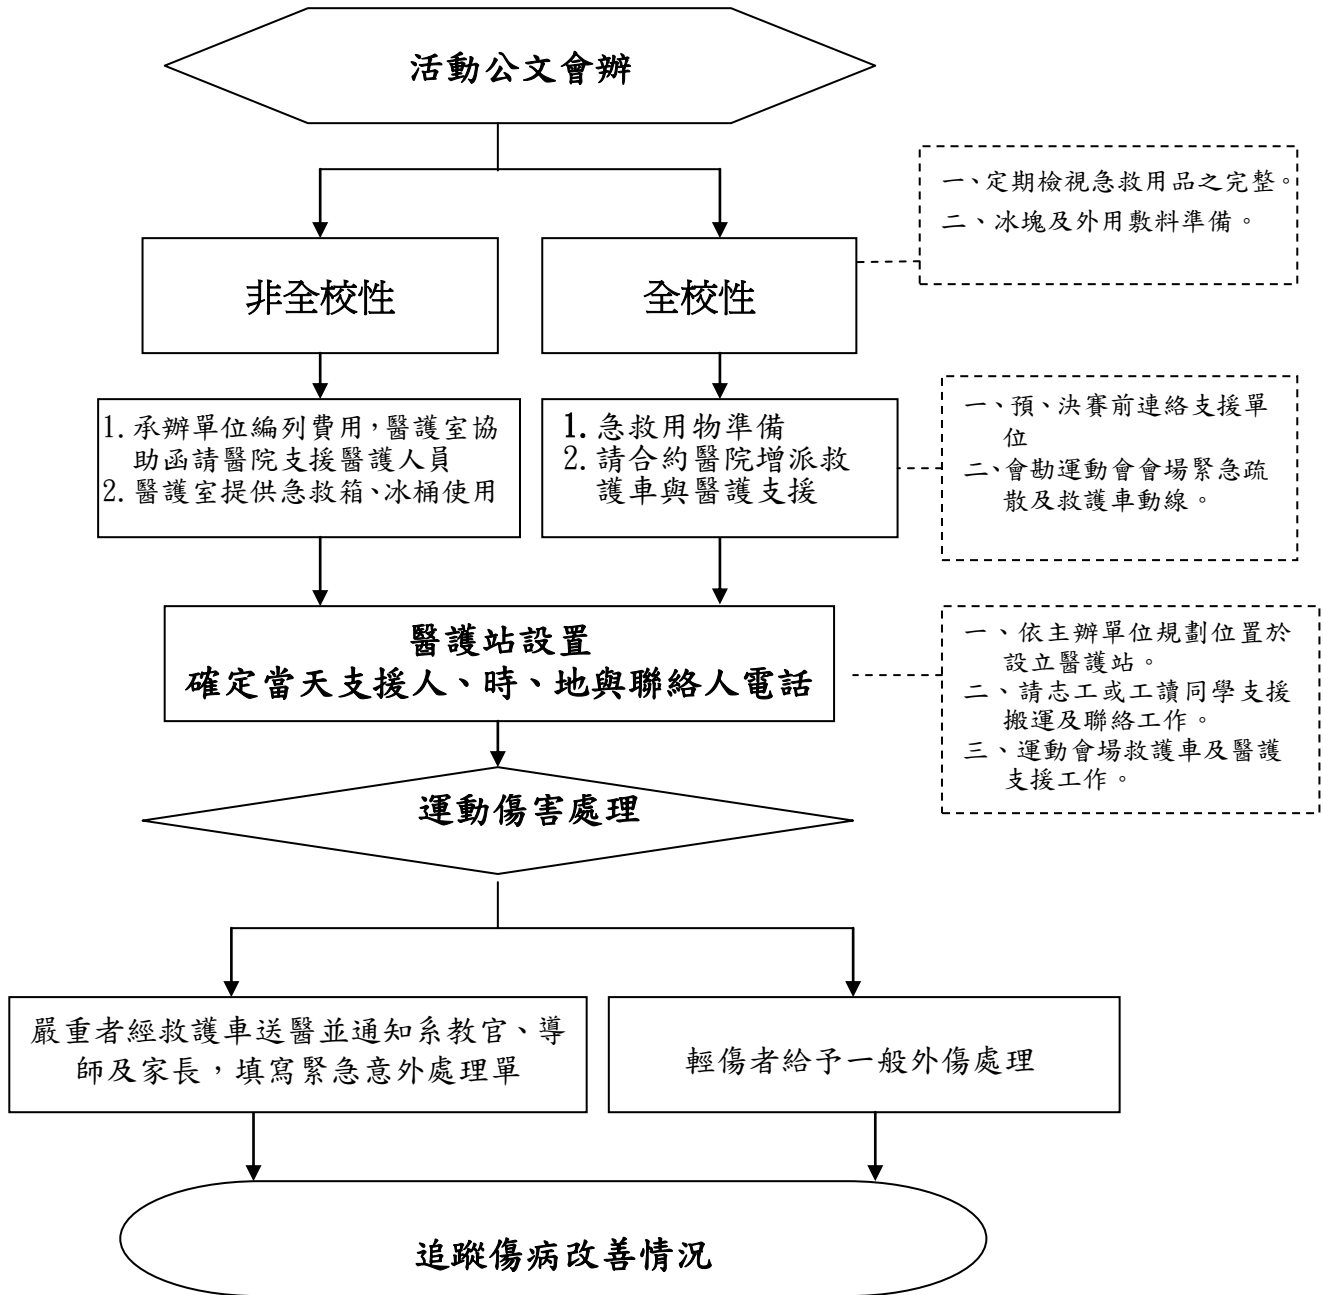 活動公文會辦
一、定期檢視急救用品之完整。
二、冰塊及外用敷料準備。
非全校性
全校性
1. 承辦單位編列費用，醫護室協
助函請醫院支援醫護人員
2. 醫護室提供急救箱、冰桶使用
1. 急救用物準備
2. 請合約醫院增派救
護車與醫護支援
一、預、決賽前連絡支援單
位
二、會勘運動會會場緊急疏
散及救護車動線。
醫護站設置
確定當天支援人、時、地與聯絡人電話
一、依主辦單位規劃位置於
設立醫護站。
二、請志工或工讀同學支援
搬運及聯絡工作。
三、運動會場救護車及醫護
支援工作。
運動傷害處理
嚴重者經救護車送醫並通知系教官、導
師及家長，填寫緊急意外處理單
輕傷者給予一般外傷處理
追蹤傷病改善情況